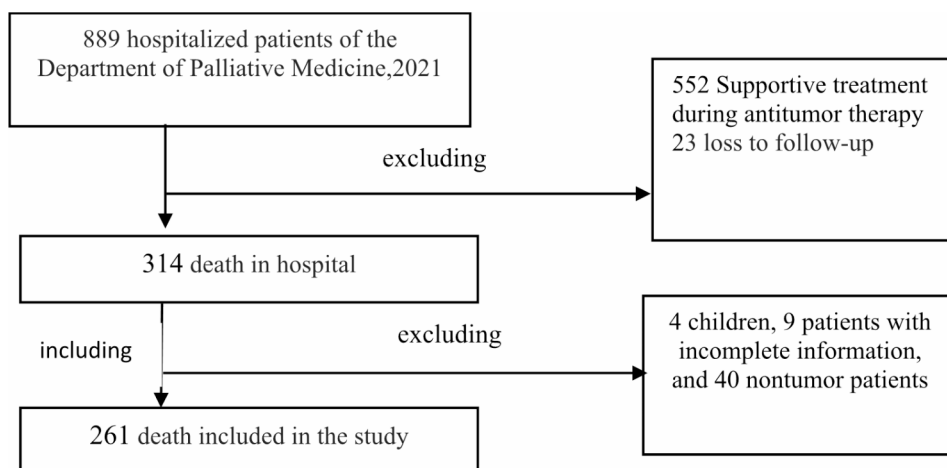 889 hospitalized patients of the
Department of Palliative Medicine,2021
552 Supportive treatment
during antitumor therapy
23 loss to follow-up
excluding
314 death in hospital
4 children, 9 patients with
incomplete information,
and 40 nontumor patients
excluding
including
261 death included in the study